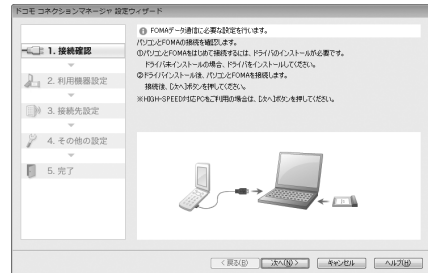 ドコモ コネクションマネージャ 設定ウィザード
1. 接続確認
2. 利用機器設定
3. 接続先設定
4. その他の設定
5. 完了
FOMAデータ通信に必要な設定を行います。
パソコンとFOMAの接続を確認します。
①パソコンとFOMAをはじめて接続するには、ドライバのインストールが必要です。
ドライバ未インストールの場合、ドライバをインストールしてください。
②ドライバインストール後、パソコンとFOMAを接続します。
接続後、[次へ]ボタンを押してください。
※HIGH-SPEED対応PCをご利用の場合は、[次へ]ボタンを押してください。
< 戻る(B) 次へ(N) > キャンセル ヘルプ(H)